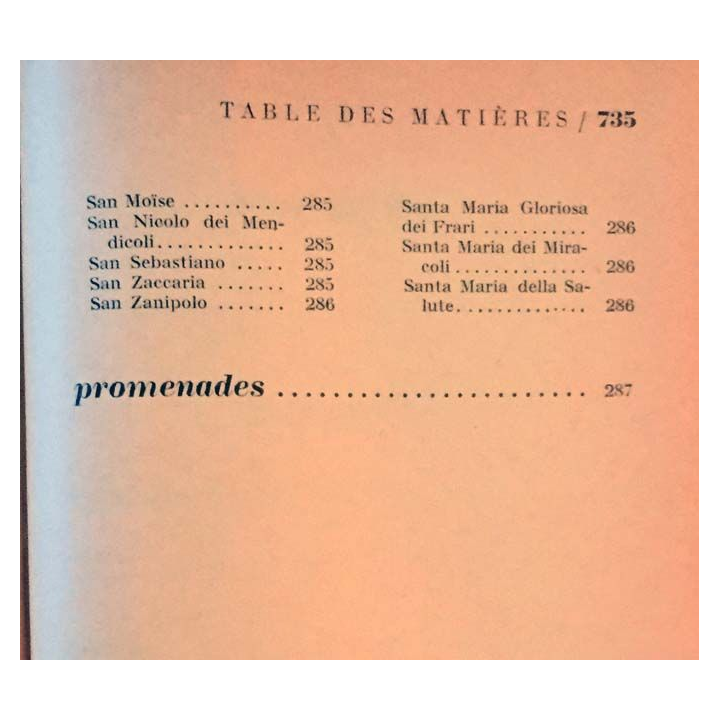 TABLE DES MATIÈRES / 735
San Moïse .......... 285
San Nicolo dei Men-
dicoli............. 285
San Sebastiano ..... 285
San Zaccaria ....... 285
San Zanipolo ....... 286
Santa Maria Gloriosa
dei Frari ........... 286
Santa Maria dei Mira-
coli .............. 286
Santa Maria della Sa-
lute.............. 286
promenades ....................... 287